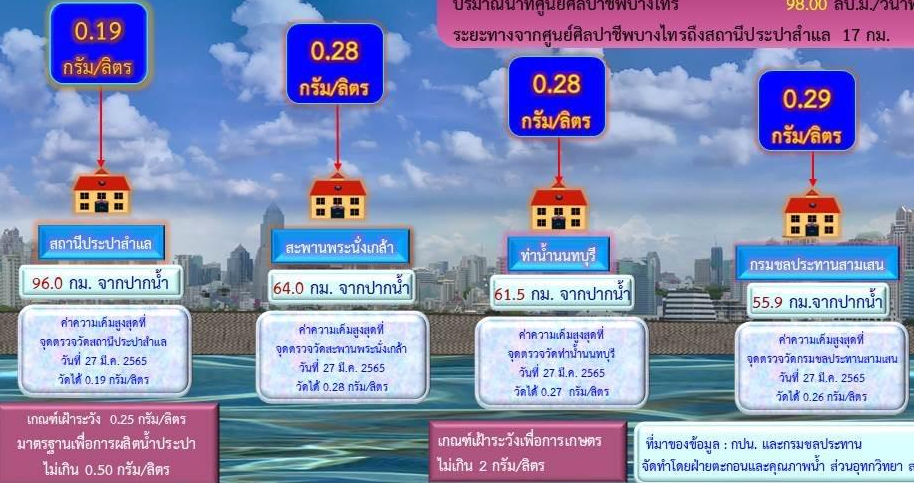 ปริมาณน้ำที่ศูนย์ศิลปาชีพบางไทร 98.00 ลบ.ม./วินาที
ระยะทางจากศูนย์ศิลปาชีพบางไทรถึงสถานีประปาสำแล 17 กม.
0.19
กรัม/ลิตร
0.28
กรัม/ลิตร
0.28
กรัม/ลิตร
0.29
กรัม/ลิตร
สถานีประปาสำแล
สะพานพระนั่งเกล้า
ท่าน้ำนนทบุรี
กรมชลประทานสามเสน
96.0 กม. จากปากน้ำ
64.0 กม. จากปากน้ำ
61.5 กม. จากปากน้ำ
55.9 กม.จากปากน้ำ
ค่าความเค็มสูงสุดที่
จุดตรวจวัดสถานีประปาสำแล
วันที่ 27 มี.ค. 2565
วัดได้ 0.19 กรัม/ลิตร
ค่าความเค็มสูงสุดที่
จุดตรวจวัดสะพานพระนั่งเกล้า
วันที่ 27 มี.ค. 2565
วัดได้ 0.28 กรัม/ลิตร
ค่าความเค็มสูงสุดที่
จุดตรวจวัดท่าน้ำนนทบุรี
วันที่ 27 มี.ค. 2565
วัดได้ 0.27 กรัม/ลิตร
ค่าความเค็มสูงสุดที่
จุดตรวจวัดกรมชลประทานสามเสน
วันที่ 27 มี.ค. 2565
วัดได้ 0.26 กรัม/ลิตร
เกณฑ์เฝ้าระวัง 0.25 กรัม/ลิตร
มาตรฐานเพื่อการผลิตน้ำประปา
ไม่เกิน 0.50 กรัม/ลิตร
เกณฑ์เฝ้าระวังเพื่อการเกษตร
ไม่เกิน 2 กรัม/ลิตร
ที่มาของข้อมูล : กปน. และกรมชลประทาน
จัดทำโดยฝ่ายตะกอนและคุณภาพน้ำ ส่วนอุทกวิทยา